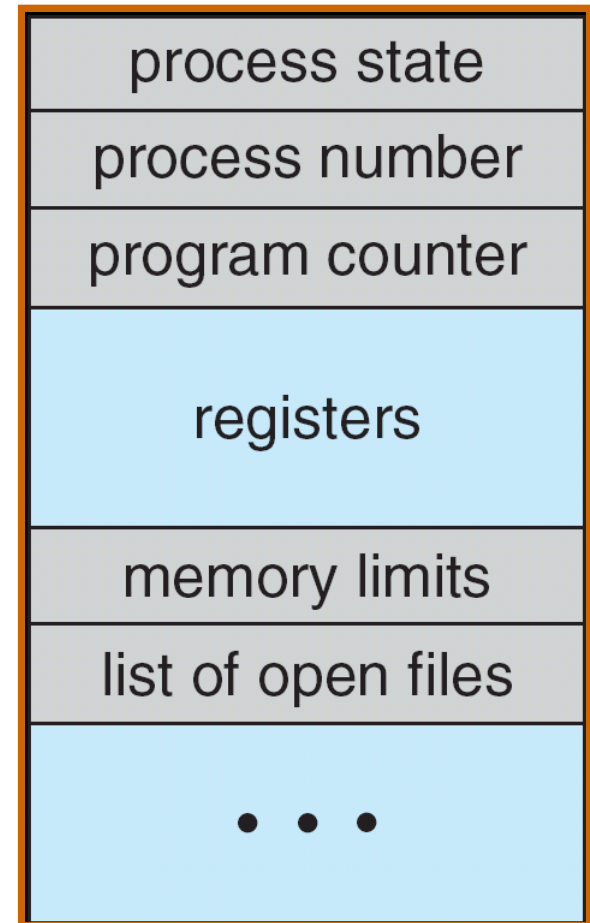 process state
process number
program counter
registers
memory limits
list of open files
• • •